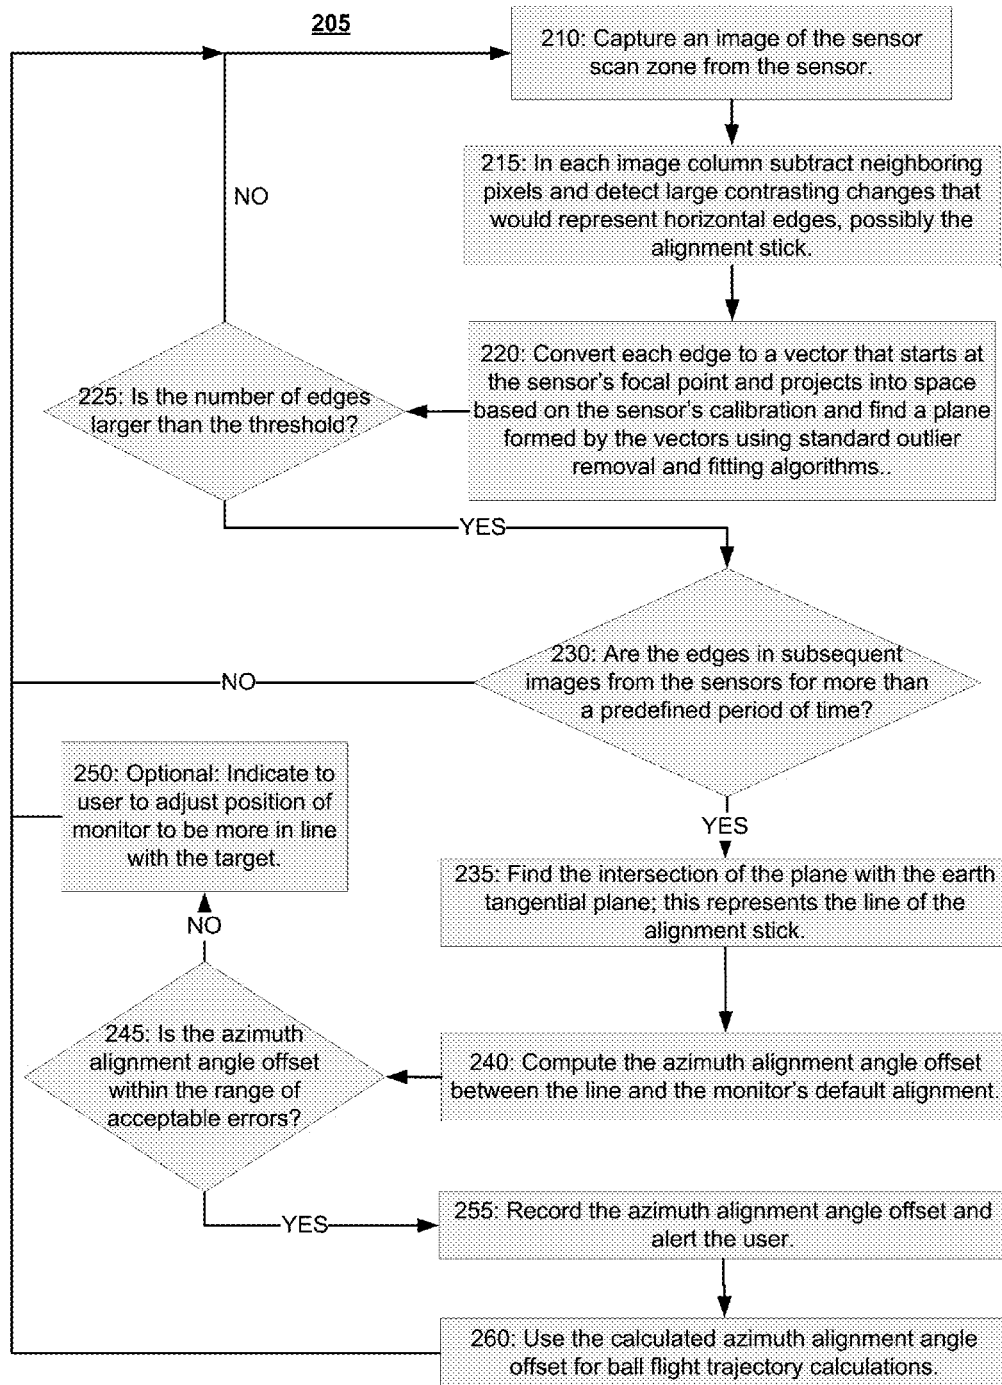 205
210: Capture an image of the sensor
scan zone from the sensor.
215: In each image column subtract neighboring
pixels and detect large contrasting changes that
would represent horizontal edges, possibly the
alignment stick.
NO
220: Convert each edge to a vector that starts at
the sensor's focal point and projects into space
based on the sensor's calibration and find a plane
formed by the vectors using standard outlier
removal and fitting algorithms..
225: Is the number of edges
larger than the threshold?
YES
230: Are the edges in subsequent
images from the sensors for more than
a predefined period of time?
NO
YES
235: Find the intersection of the plane with the earth
tangential plane; this represents the line of the
alignment stick.
240: Compute the azimuth alignment angle offset
between the line and the monitor's default alignment.
245: Is the azimuth
alignment angle offset
within the range of
acceptable errors?
NO
250: Optional: Indicate to
user to adjust position of
monitor to be more in line
with the target.
YES
255: Record the azimuth alignment angle offset and
alert the user.
260: Use the calculated azimuth alignment angle
offset for ball flight trajectory calculations.